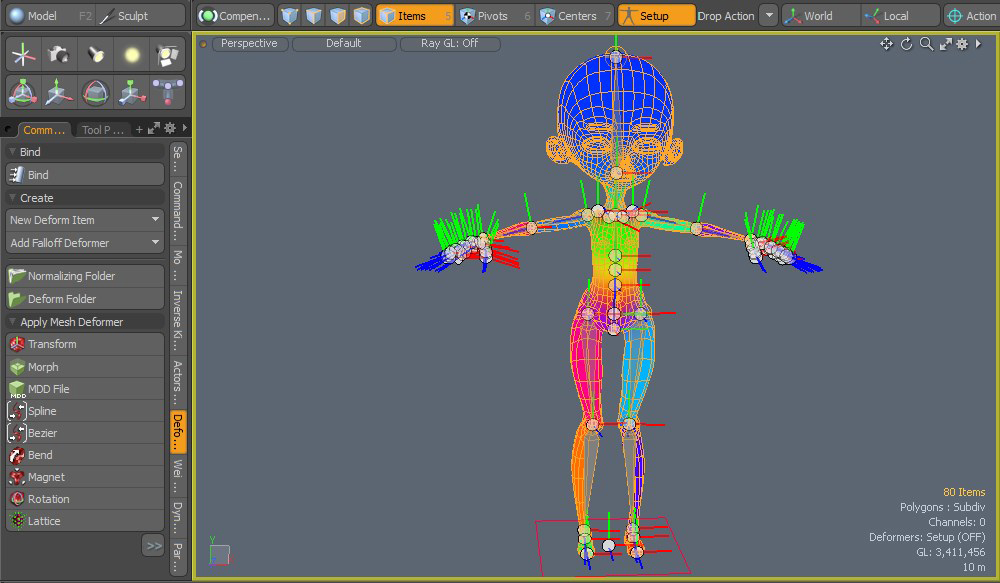 Model F2 Sculpt Compen... Items 5 Pivots 6 Centers 7 Setup Drop Action World Local Action
Perspective Default Ray GL: Off
Comm... Tool P ... +
Bind
Bind
Create
New Deform Item
Add Falloff Deformer
Normalizing Folder
Deform Folder
Apply Mesh Deformer
Transform
Morph
MDD File
MDD
Spline
Bezier
Bend
Magnet
Rotation
Lattice
>>
Se ...
Command...
Mo ...
Inverse Ki...
Actors ...
Defo...
Wei ...
Dyn...
Par...
Y
80 Items
Polygons : Subdiv
Channels: 0
Deformers: Setup (OFF)
GL: 3,411,456
10 m